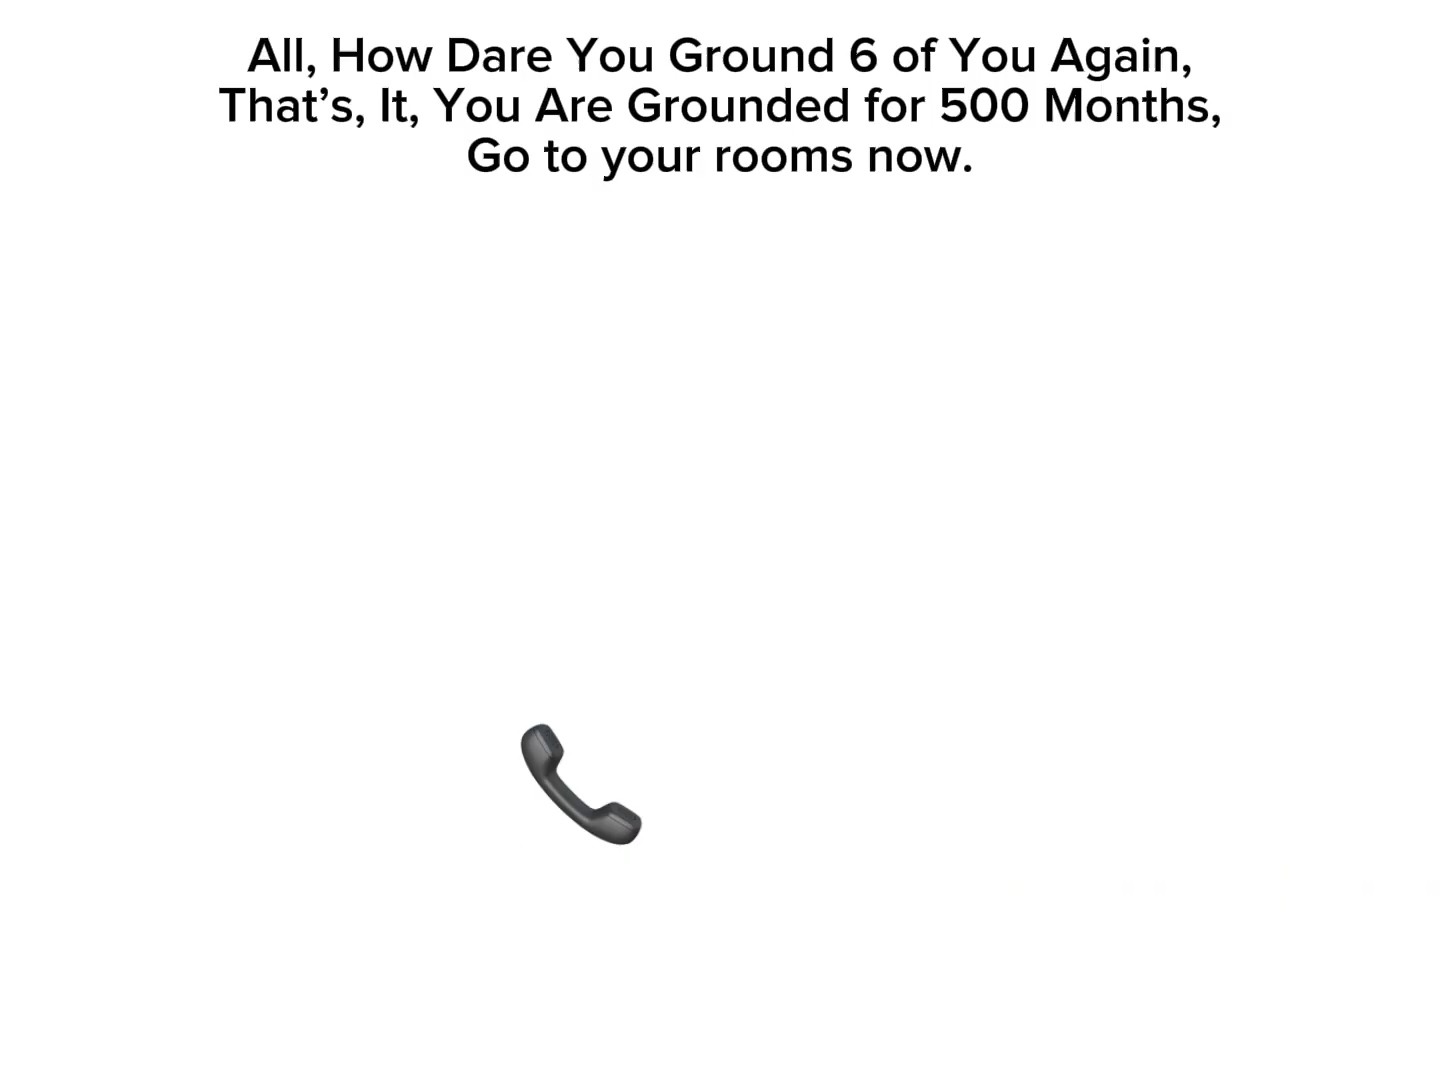 All, How Dare You Ground 6 of You Again,
That’s, It, You Are Grounded for 500 Months,
Go to your rooms now.